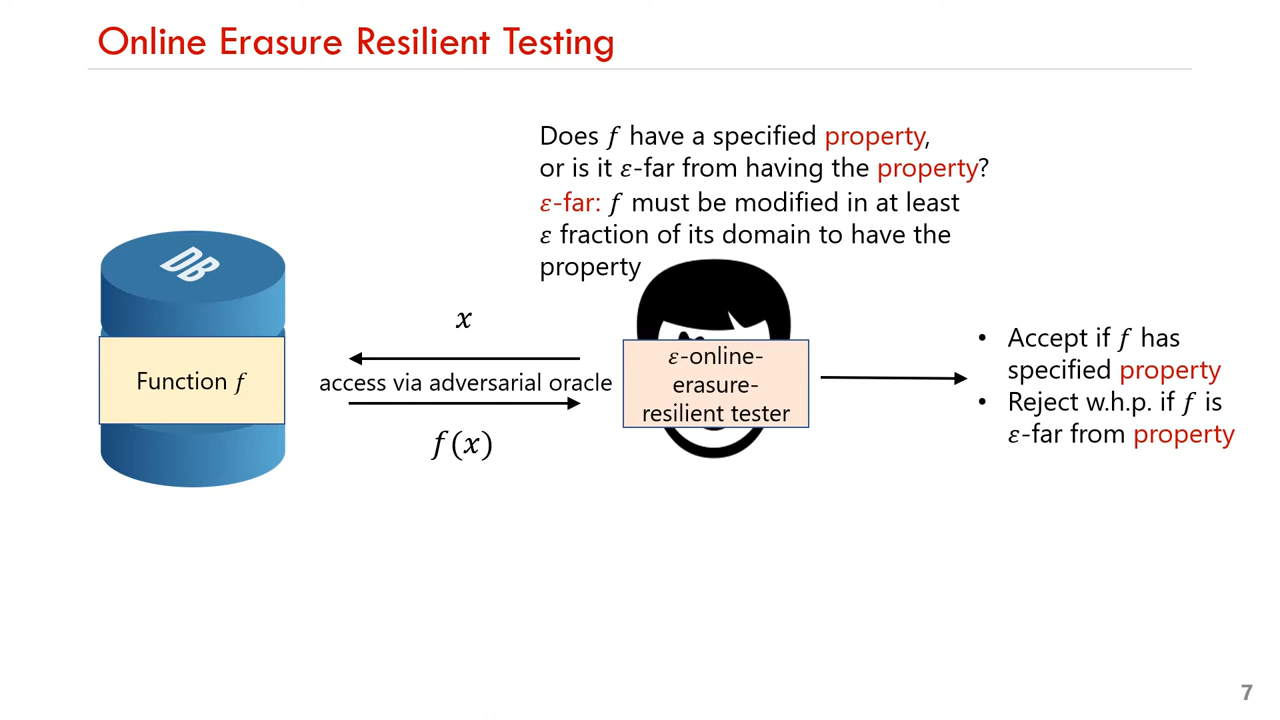 Online Erasure Resilient Testing
Does 𝑓 have a specified property,
or is it 𝜀-far from having the property?
𝜀-far: 𝑓 must be modified in at least
𝜀 fraction of its domain to have the
property
DB
Function 𝑓
𝑥
access via adversarial oracle
𝑓(𝑥)
𝜀-online-
erasure-
resilient tester
• Accept if 𝑓 has
specified property
• Reject w.h.p. if 𝑓 is
𝜀-far from property
7